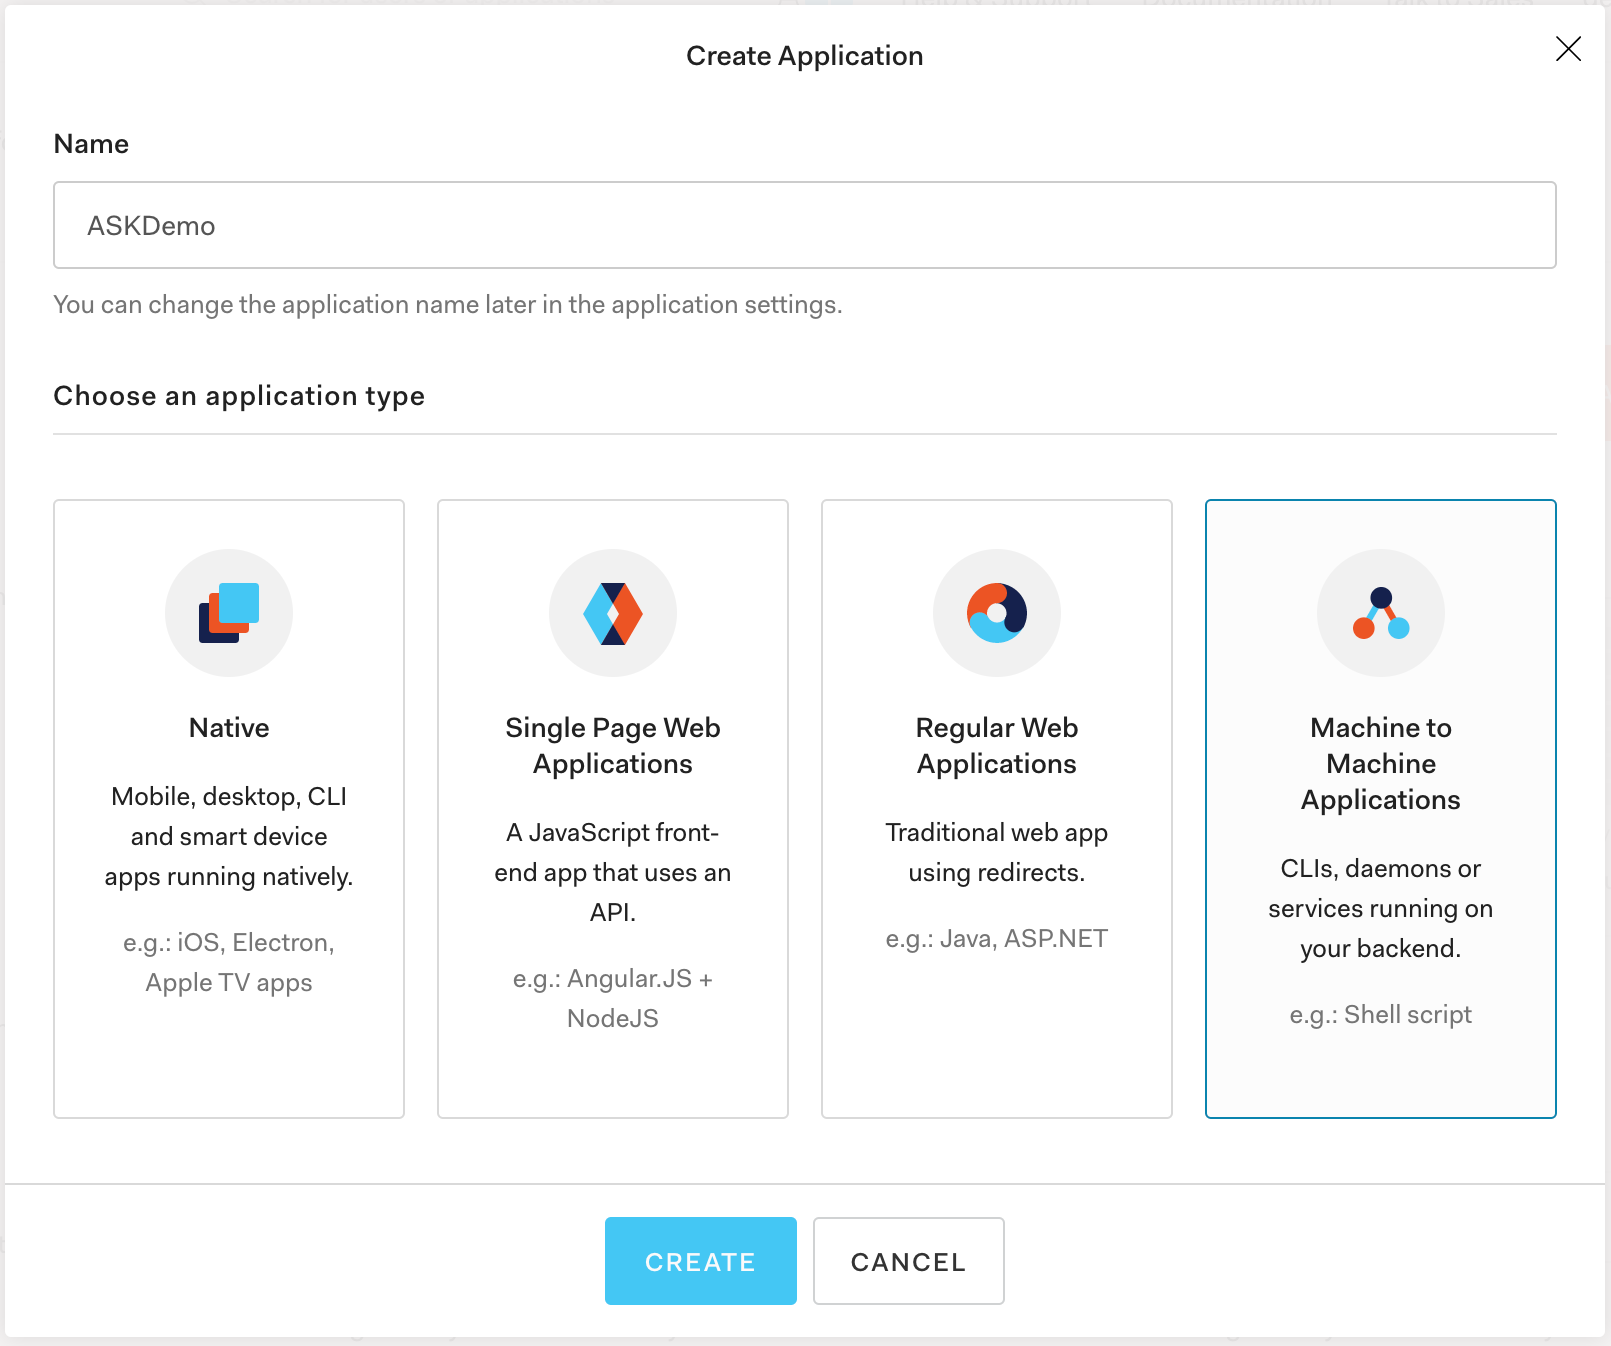 Create Application
Name
ASKDemo
You can change the application name later in the application settings.
Choose an application type
Native
Mobile, desktop, CLI
and smart device
apps running natively.
e.g.: iOS, Electron,
Apple TV apps
Single Page Web
Applications
A JavaScript front-
end app that uses an
API.
e.g.: Angular.JS +
NodeJS
Regular Web
Applications
Traditional web app
using redirects.
e.g.: Java, ASP.NET
Machine to
Machine
Applications
CLIs, daemons or
services running on
your backend.
e.g.: Shell script
CREATE
CANCEL